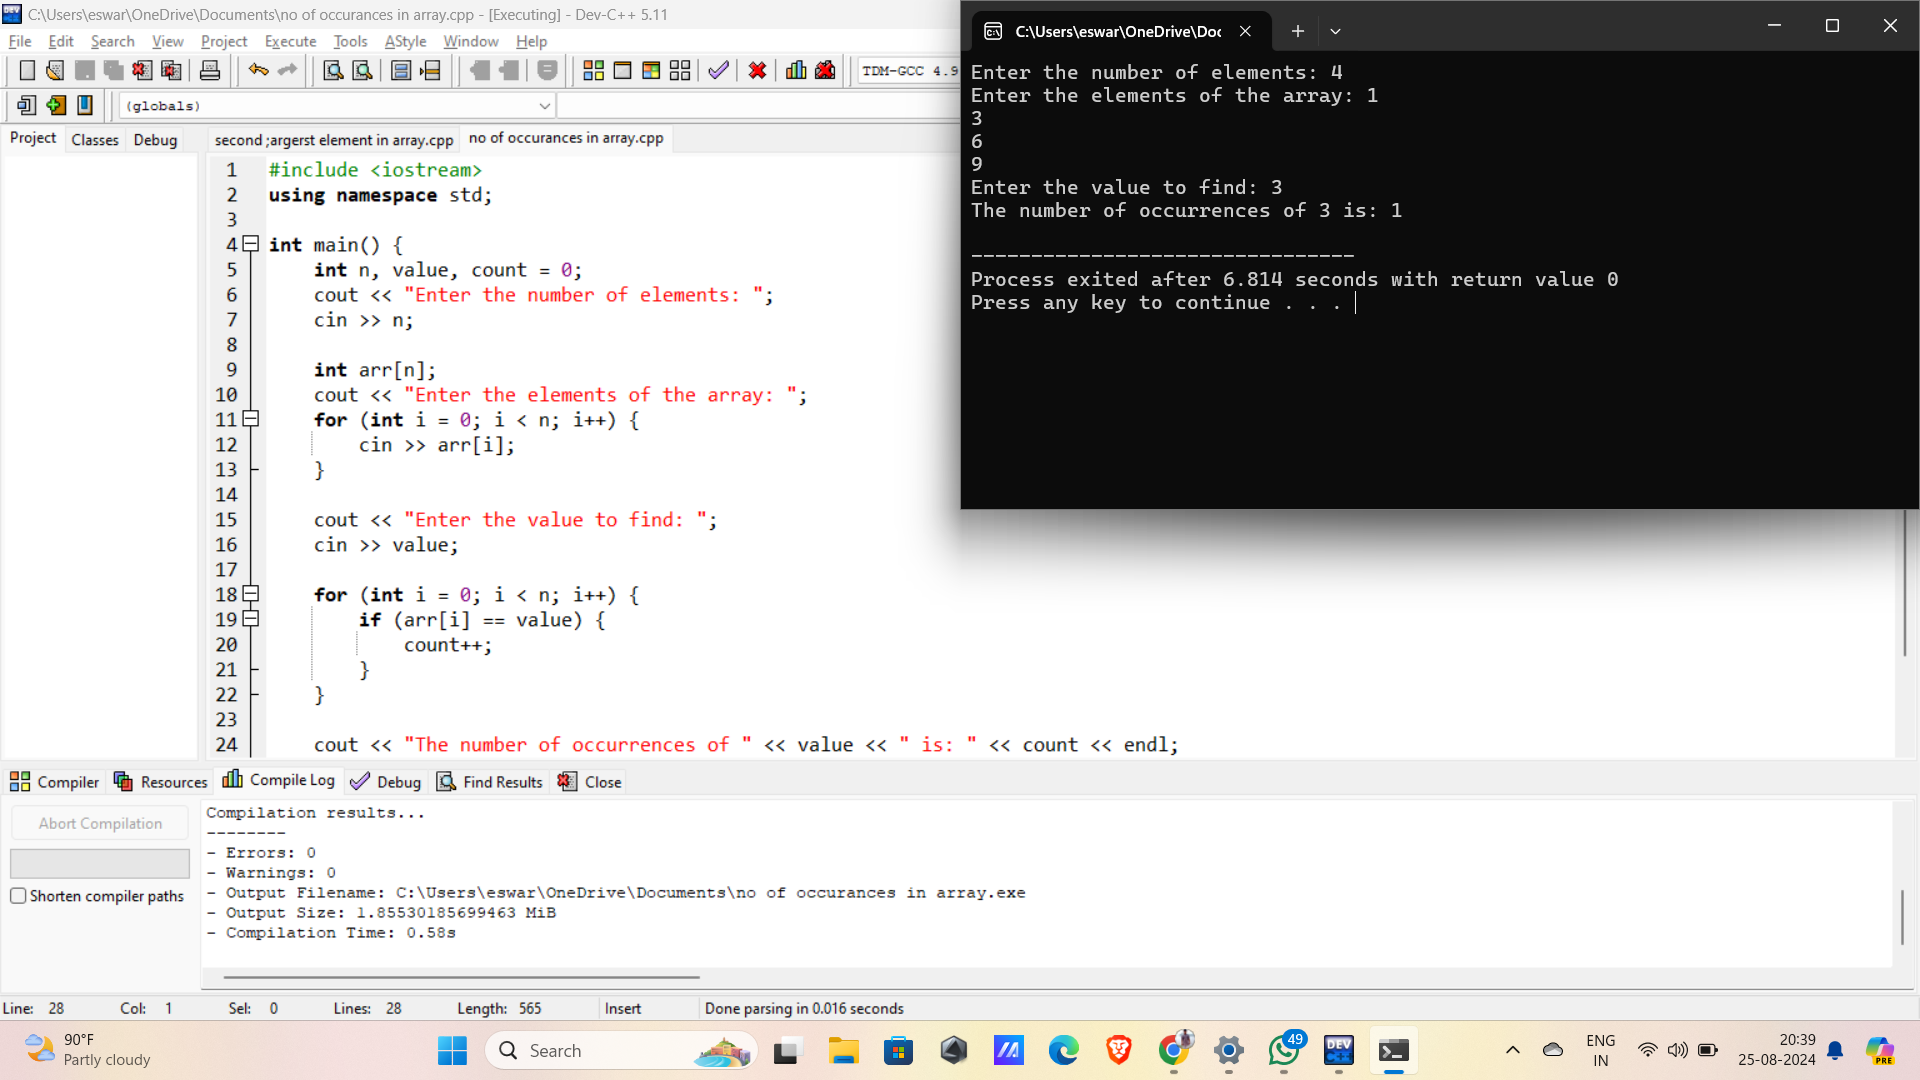 C:\Users\eswar\OneDrive\Documents\no of occurances in array.cpp - [Executing] - Dev-C++ 5.11
File Edit Search View Project Execute Tools AStyle Window Help
TDM-GCC 4.9
(globals)
Project Classes Debug
second ;argerst element in array.cpp no of occurances in array.cpp
1 #include <iostream>
2 using namespace std;
3
4 int main() {
5 int n, value, count = 0;
6 cout << "Enter the number of elements: ";
7 cin >> n;
8
9 int arr[n];
10 cout << "Enter the elements of the array: ";
11 for (int i = 0; i < n; i++) {
12 cin >> arr[i];
13 }
14
15 cout << "Enter the value to find: ";
16 cin >> value;
17
18 for (int i = 0; i < n; i++) {
19 if (arr[i] == value) {
20 count++;
21 }
22 }
23
24 cout << "The number of occurrences of " << value << " is: " << count << endl;
C:\Users\eswar\OneDrive\Doc
Enter the number of elements: 4
Enter the elements of the array: 1
3
6
9
Enter the value to find: 3
The number of occurrences of 3 is: 1
--------------------------------
Process exited after 6.814 seconds with return value 0
Press any key to continue . . .
Compiler Resources Compile Log Debug Find Results Close
Abort Compilation
Shorten compiler paths
Compilation results...
--------
- Errors: 0
- Warnings: 0
- Output Filename: C:\Users\eswar\OneDrive\Documents\no of occurances in array.exe
- Output Size: 1.85530185699463 MiB
- Compilation Time: 0.58s
Line: 28 Col: 1 Sel: 0 Lines: 28 Length: 565 Insert Done parsing in 0.016 seconds
90°F
Partly cloudy
Search
49
DEV
C++
ENG
IN
20:39
25-08-2024
PRE